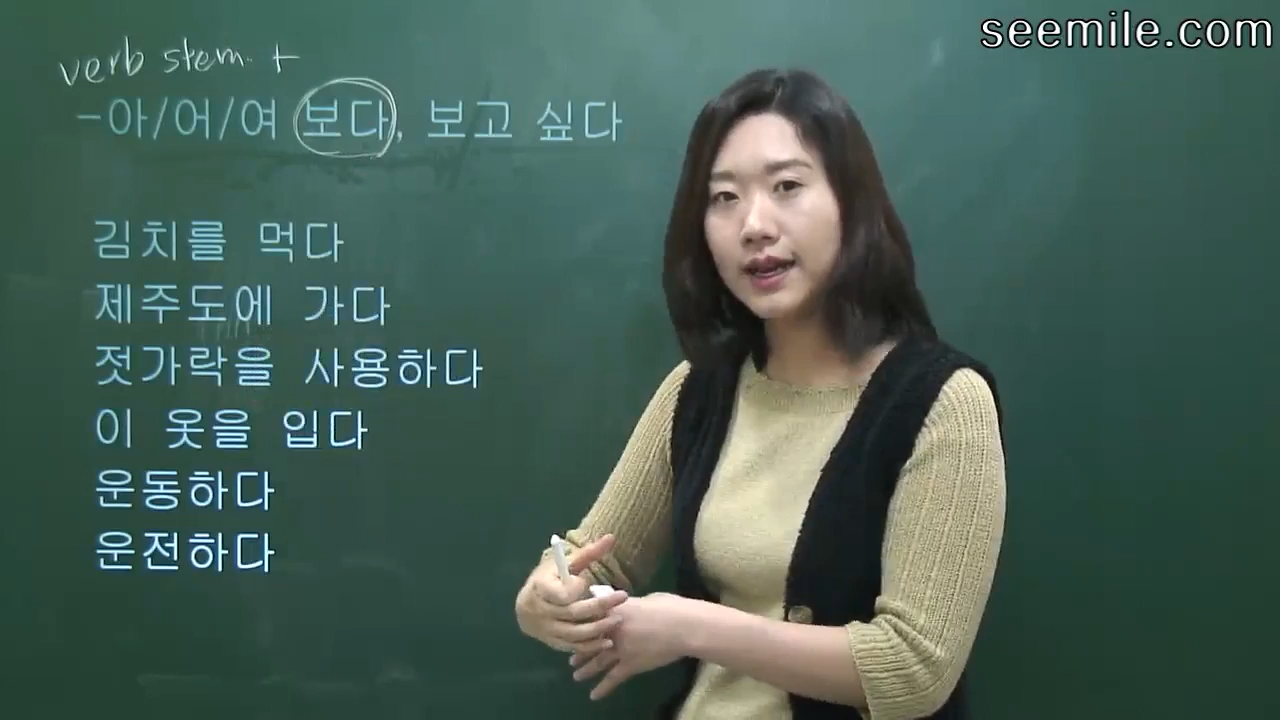 seemile.com
verb stem +
-아/어/여 보다, 보고 싶다
김치를 먹다
제주도에 가다
젓가락을 사용하다
이 옷을 입다
운동하다
운전하다